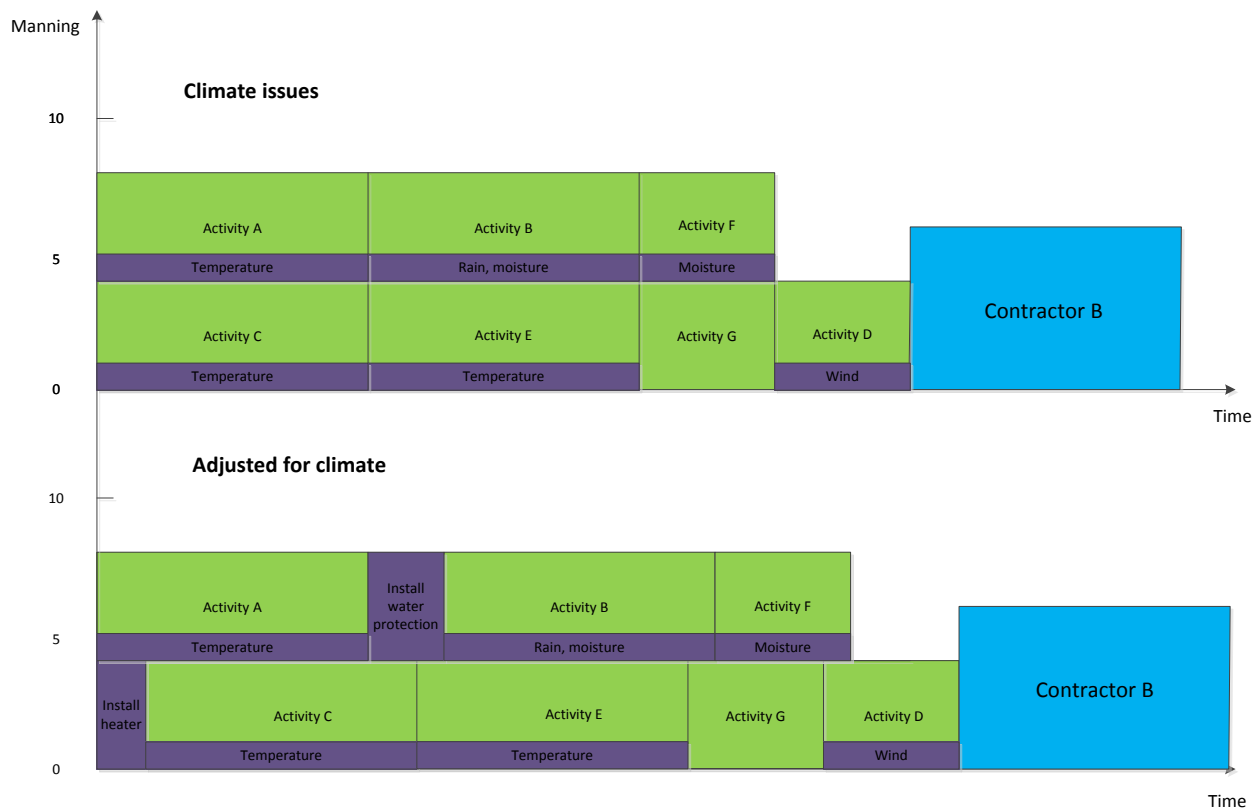 Manning
Climate issues
10
Activity A
Activity B
Activity F
5
Temperature
Rain, moisture
Moisture
Contractor B
Activity C
Activity E
Activity G
Activity D
Temperature
Temperature
Wind
0
Time
Adjusted for climate
10
Install
water
protection
Activity A
Activity B
Activity F
5
Temperature
Rain, moisture
Moisture
Contractor B
Install
heater
Activity C
Activity E
Activity G
Activity D
Temperature
Temperature
Wind
0
Time